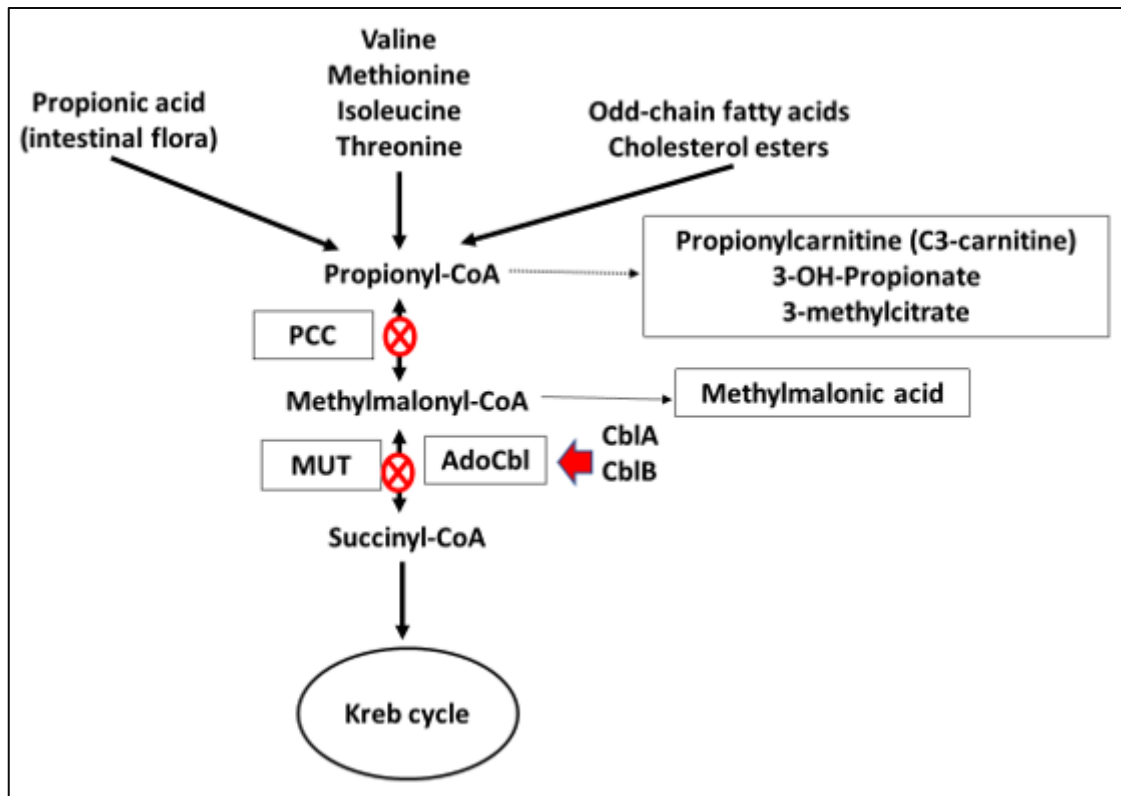 Propionic acid
(intestinal flora)
Valine
Methionine
Isoleucine
Threonine
Odd-chain fatty acids
Cholesterol esters
Propionyl-CoA
Propionylcarnitine (C3-carnitine)
3-OH-Propionate
3-methylcitrate
PCC
Methylmalonyl-CoA
Methylmalonic acid
MUT
AdoCbl
CblA
CblB
Succinyl-CoA
Kreb cycle